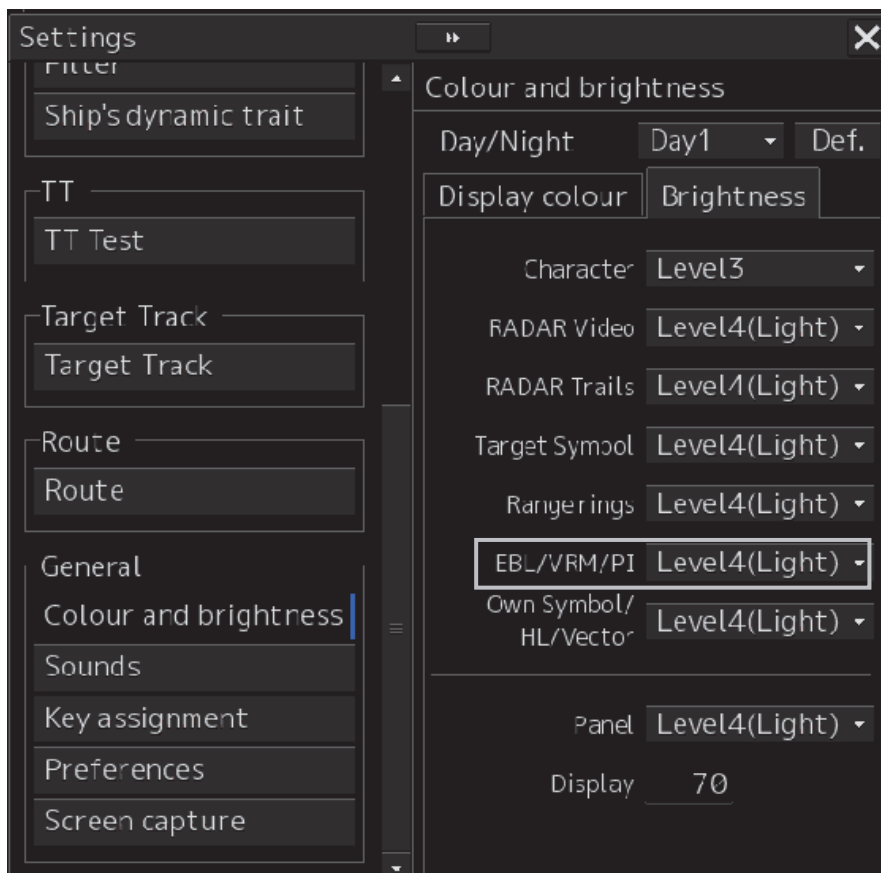 Settings
Filter
Ship's dynamic trait
TT
TT Test
Target Track
Target Track
Route
Route
General
Colour and brightness
Sounds
Key assignment
Preferences
Screen capture
Colour and brightness
Day/Night Day1 Def.
Display colour Brightness
Character Level3
RADAR Video Level4(Light)
RADAR Trails Level4(Light)
Target Symbol Level4(Light)
Rangerings Level4(Light)
EBL/VRM/PI Level4(Light)
Own Symbol/
HL/Vector Level4(Light)
Panel Level4(Light)
Display 70